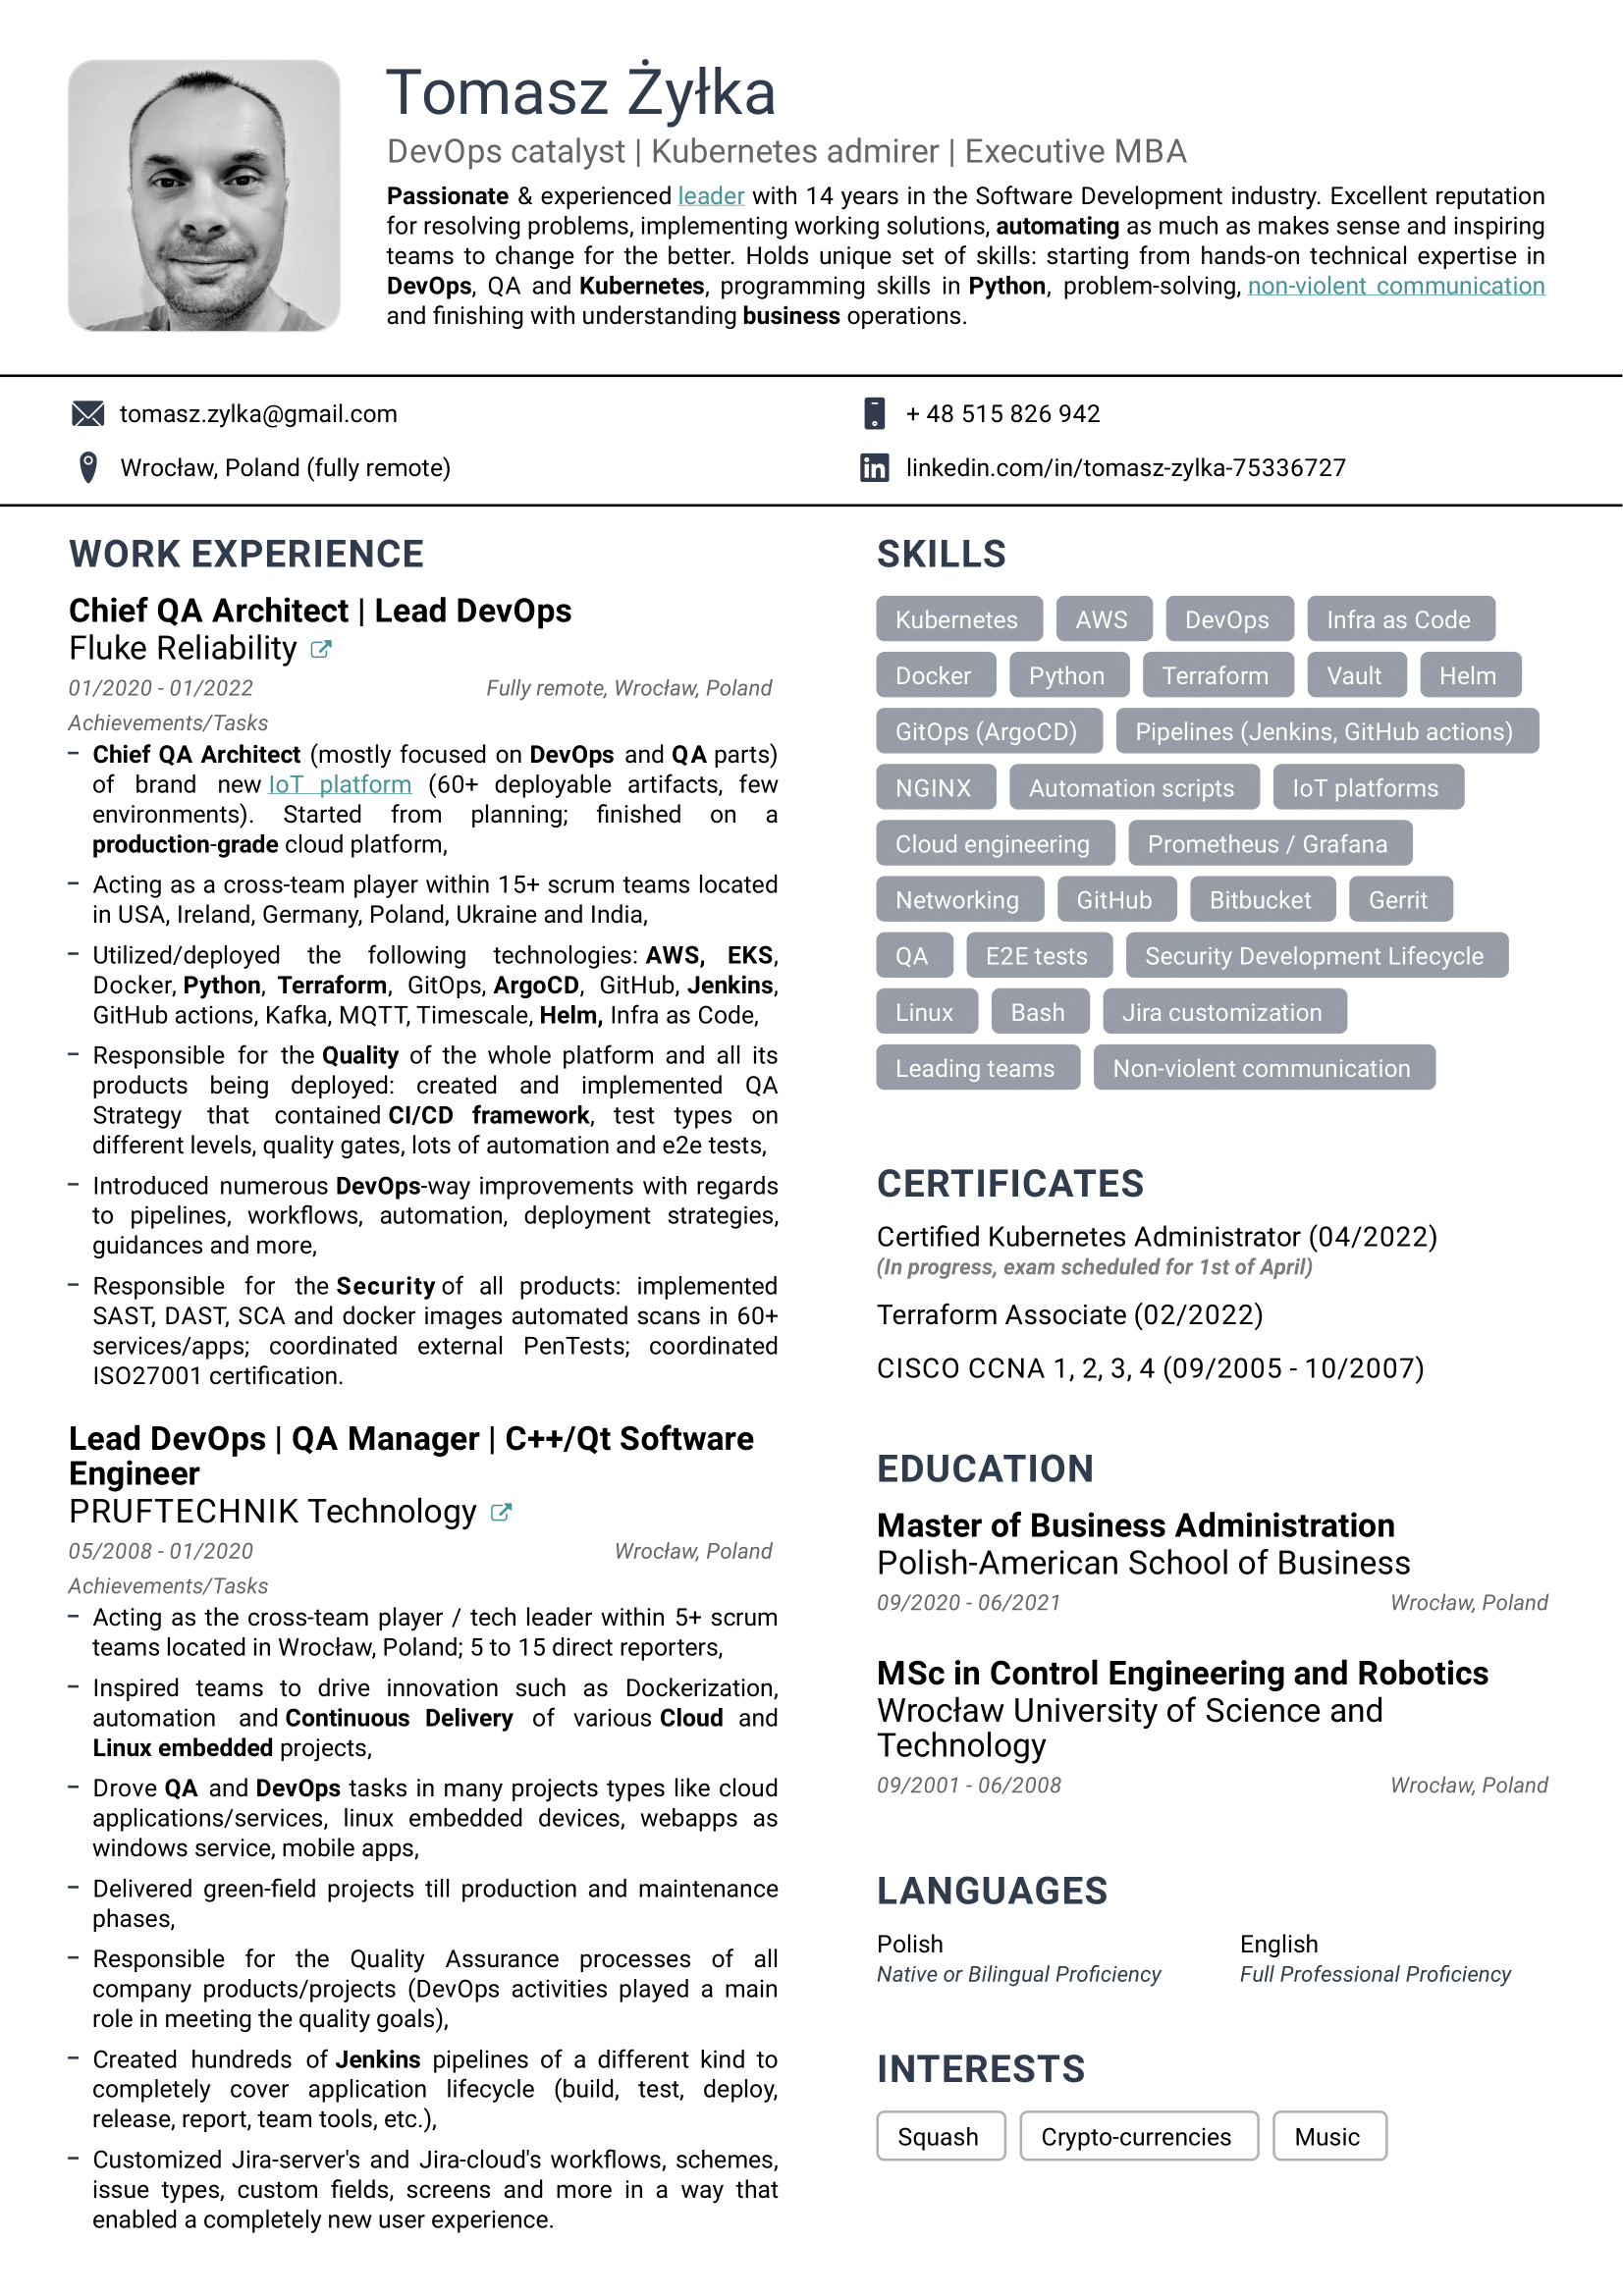 Tomasz Żyłka
DevOps catalyst | Kubernetes admirer | Executive MBA
Passionate & experienced leader with 14 years in the Software Development industry. Excellent reputation
for resolving problems, implementing working solutions, automating as much as makes sense and inspiring
teams to change for the better. Holds unique set of skills: starting from hands-on technical expertise in
DevOps, QA and Kubernetes, programming skills in Python, problem-solving, non-violent communication
and finishing with understanding business operations.
tomasz.zylka@gmail.com
+ 48 515 826 942
Wrocław, Poland (fully remote)
linkedin.com/in/tomasz-zylka-75336727
WORK EXPERIENCE
Chief QA Architect | Lead DevOps
Fluke Reliability
01/2020 - 01/2022 Fully remote, Wrocław, Poland
Achievements/Tasks
– Chief QA Architect (mostly focused on DevOps and QA parts)
of brand new IoT platform (60+ deployable artifacts, few
environments). Started from planning; finished on a
production-grade cloud platform,
– Acting as a cross-team player within 15+ scrum teams located
in USA, Ireland, Germany, Poland, Ukraine and India,
– Utilized/deployed the following technologies: AWS, EKS,
Docker, Python, Terraform, GitOps, ArgoCD, GitHub, Jenkins,
GitHub actions, Kafka, MQTT, Timescale, Helm, Infra as Code,
– Responsible for the Quality of the whole platform and all its
products being deployed: created and implemented QA
Strategy that contained CI/CD framework, test types on
different levels, quality gates, lots of automation and e2e tests,
– Introduced numerous DevOps-way improvements with regards
to pipelines, workflows, automation, deployment strategies,
guidances and more,
– Responsible for the Security of all products: implemented
SAST, DAST, SCA and docker images automated scans in 60+
services/apps; coordinated external PenTests; coordinated
ISO27001 certification.
Lead DevOps | QA Manager | C++/Qt Software
Engineer
PRUFTECHNIK Technology
05/2008 - 01/2020 Wrocław, Poland
Achievements/Tasks
– Acting as the cross-team player / tech leader within 5+ scrum
teams located in Wrocław, Poland; 5 to 15 direct reporters,
– Inspired teams to drive innovation such as Dockerization,
automation and Continuous Delivery of various Cloud and
Linux embedded projects,
– Drove QA and DevOps tasks in many projects types like cloud
applications/services, linux embedded devices, webapps as
windows service, mobile apps,
– Delivered green-field projects till production and maintenance
phases,
– Responsible for the Quality Assurance processes of all
company products/projects (DevOps activities played a main
role in meeting the quality goals),
– Created hundreds of Jenkins pipelines of a different kind to
completely cover application lifecycle (build, test, deploy,
release, report, team tools, etc.),
– Customized Jira-server's and Jira-cloud's workflows, schemes,
issue types, custom fields, screens and more in a way that
enabled a completely new user experience.
SKILLS
Kubernetes AWS DevOps Infra as Code
Docker Python Terraform Vault Helm
GitOps (ArgoCD) Pipelines (Jenkins, GitHub actions)
NGINX Automation scripts IoT platforms
Cloud engineering Prometheus / Grafana
Networking GitHub Bitbucket Gerrit
QA E2E tests Security Development Lifecycle
Linux Bash Jira customization
Leading teams Non-violent communication
CERTIFICATES
Certified Kubernetes Administrator (04/2022)
(In progress, exam scheduled for 1st of April)
Terraform Associate (02/2022)
CISCO CCNA 1, 2, 3, 4 (09/2005 - 10/2007)
EDUCATION
Master of Business Administration
Polish-American School of Business
09/2020 - 06/2021 Wrocław, Poland
MSc in Control Engineering and Robotics
Wrocław University of Science and
Technology
09/2001 - 06/2008 Wrocław, Poland
LANGUAGES
Polish English
Native or Bilingual Proficiency Full Professional Proficiency
INTERESTS
Squash Crypto-currencies Music